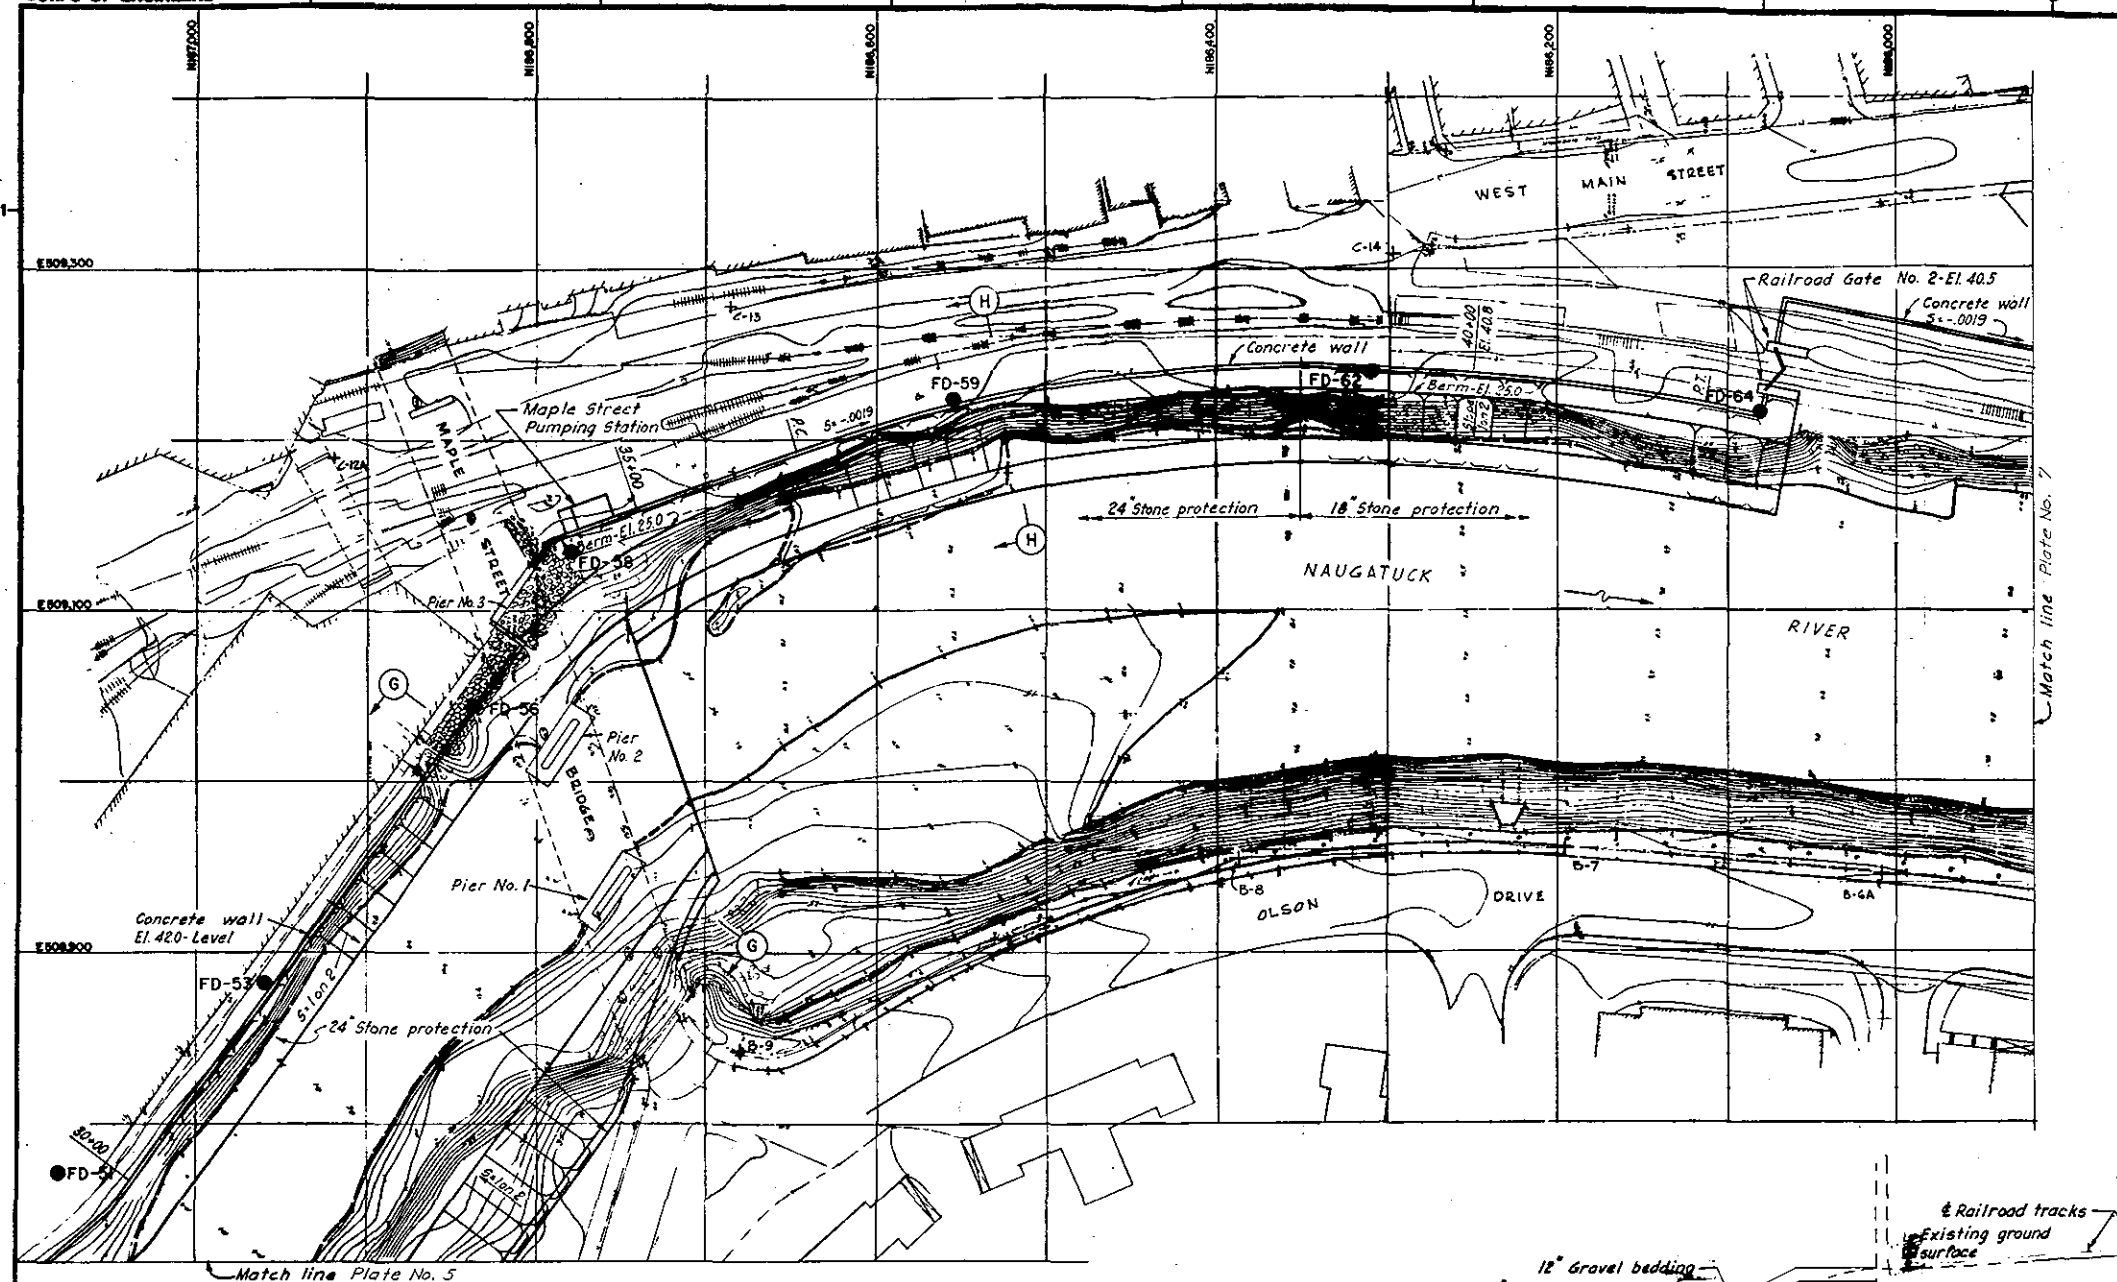 N187,000
N186,800
N186,600
N186,400
N186,200
N186,000
WEST MAIN STREET
1
C-14
E509,300
Railroad Gate No. 2-El. 40.5
H
Concrete wall
S=-.0019
C-13
40+00
El. 40.8
Concrete wall
FD-59
FD-62
Berm-El. 25.0
P.T.
FD-64
Maple Street
Pumping Station
P.C.
S=-.0019
Slope
1on2
MAPLE STREET
C-12A
35+00
Match line Plate No. 7
24" Stone protection
18" Stone protection
Berm-El. 25.0
H
FD-58
NAUGATUCK
Pier No. 3
E509,100
RIVER
G
FD-56
Pier
No. 2
BRIDGE
B-7
Pier No. 1
B-8
B-6A
DRIVE
OLSON
Concrete wall
El. 42.0-Level
E508,900
G
FD-53
S=1on2
24" Stone protection
B-9
30+00
FD-51
S=1on2
℄ Railroad tracks
Existing ground
surface
12" Gravel bedding
Match line Plate No. 5